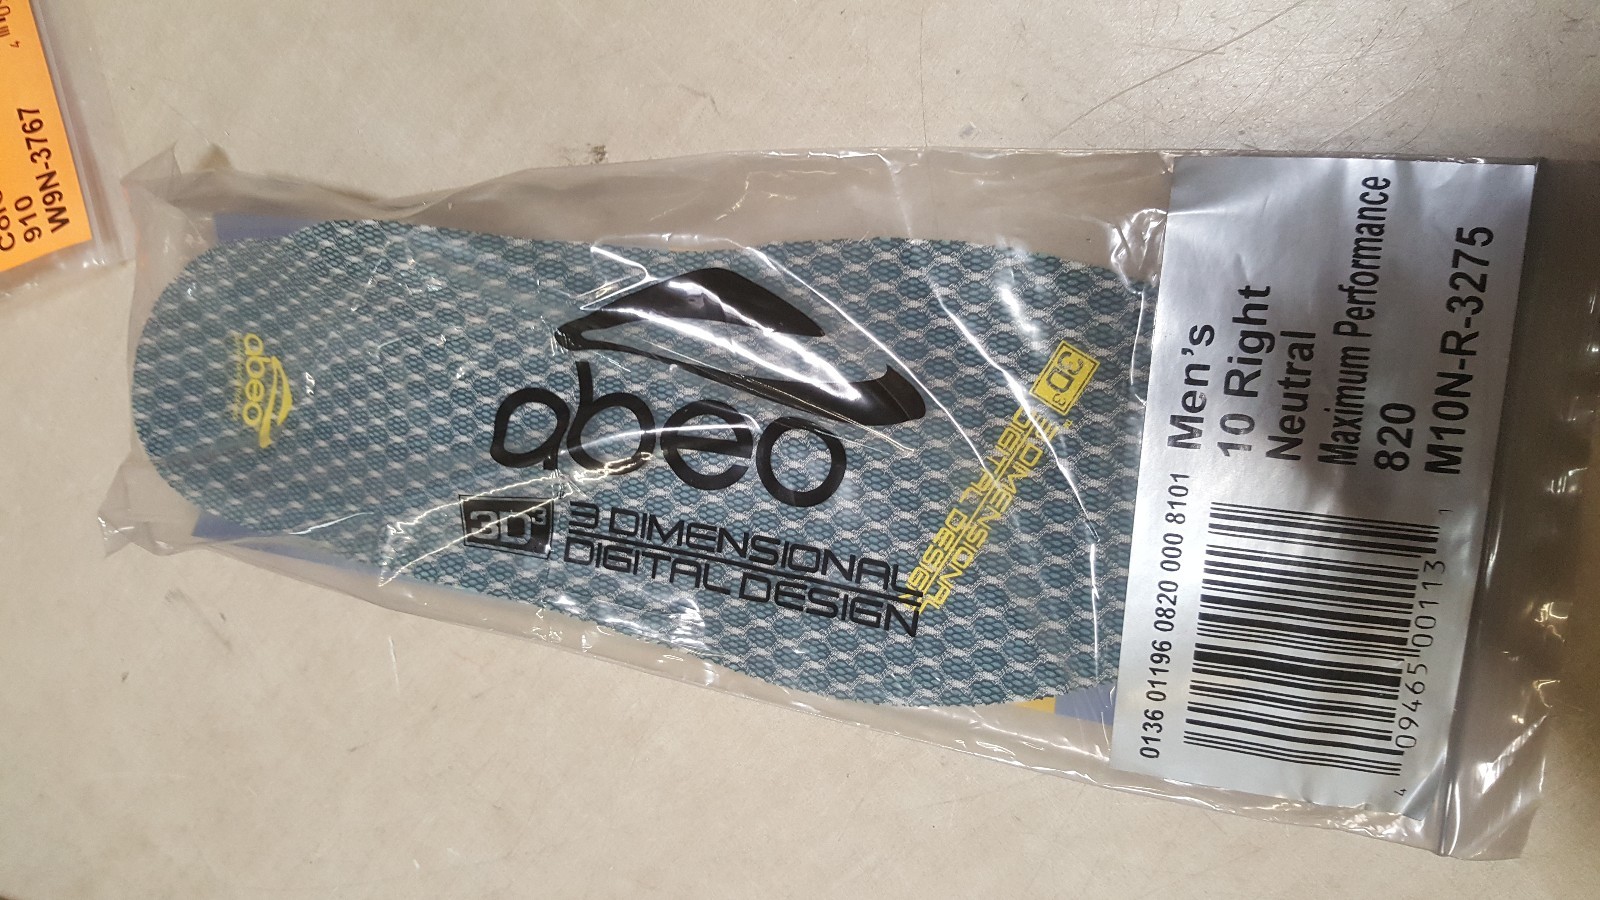 910
W9N-3767
abeo
abeo
3D³
3 DIMENSIONAL
DIGITAL DESIGN
3D³
3 DIMENSIONAL
DIGITAL DESIGN
0136 01196 0820 000 8101
Men's
10 Right
Neutral
Maximum Performance
820
M10N-R-3275
4 09465 00113 1